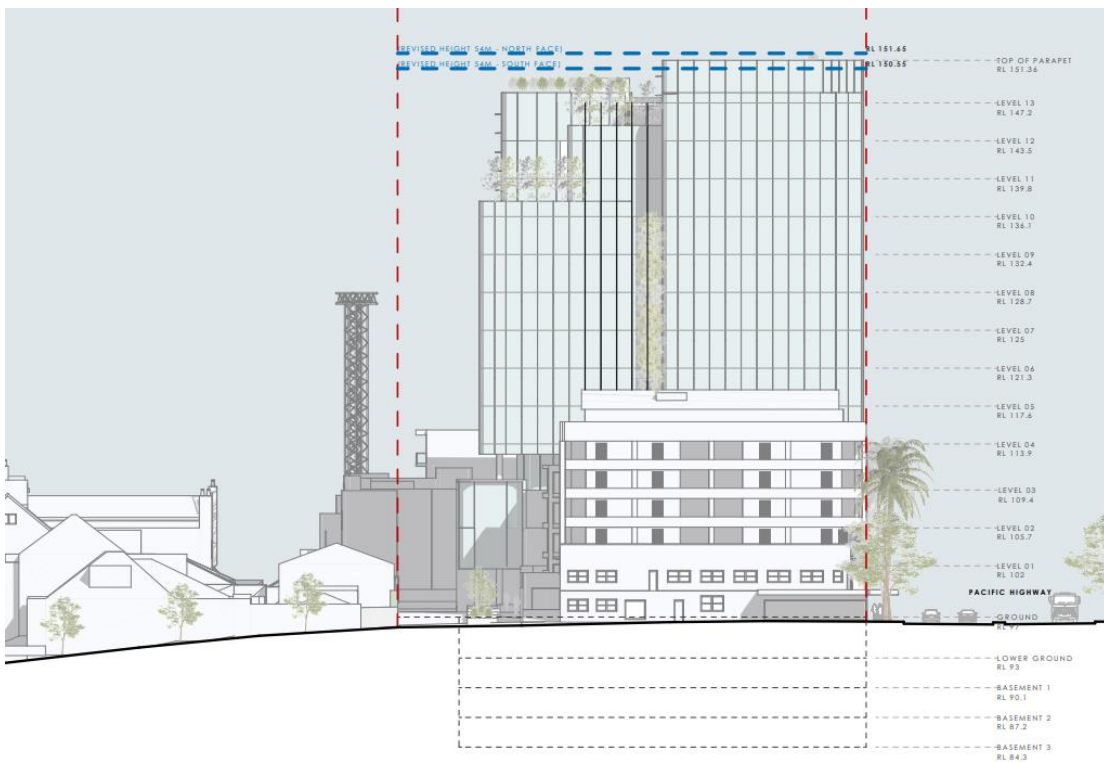 (REVISED HEIGHT 54M - NORTH FACE)
RL 151.65
(REVISED HEIGHT 54M - SOUTH FACE)
RL 150.55
TOP OF PARAPET
RL 151.36
LEVEL 13
RL 147.2
LEVEL 12
RL 143.5
LEVEL 11
RL 139.8
LEVEL 10
RL 136.1
LEVEL 09
RL 132.4
LEVEL 08
RL 128.7
LEVEL 07
RL 125
LEVEL 06
RL 121.3
LEVEL 05
RL 117.6
LEVEL 04
RL 113.9
LEVEL 03
RL 109.4
LEVEL 02
RL 105.7
LEVEL 01
RL 102
PACIFIC HIGHWAY
GROUND
RL 97
LOWER GROUND
RL 93
BASEMENT 1
RL 90.1
BASEMENT 2
RL 87.2
BASEMENT 3
RL 84.3